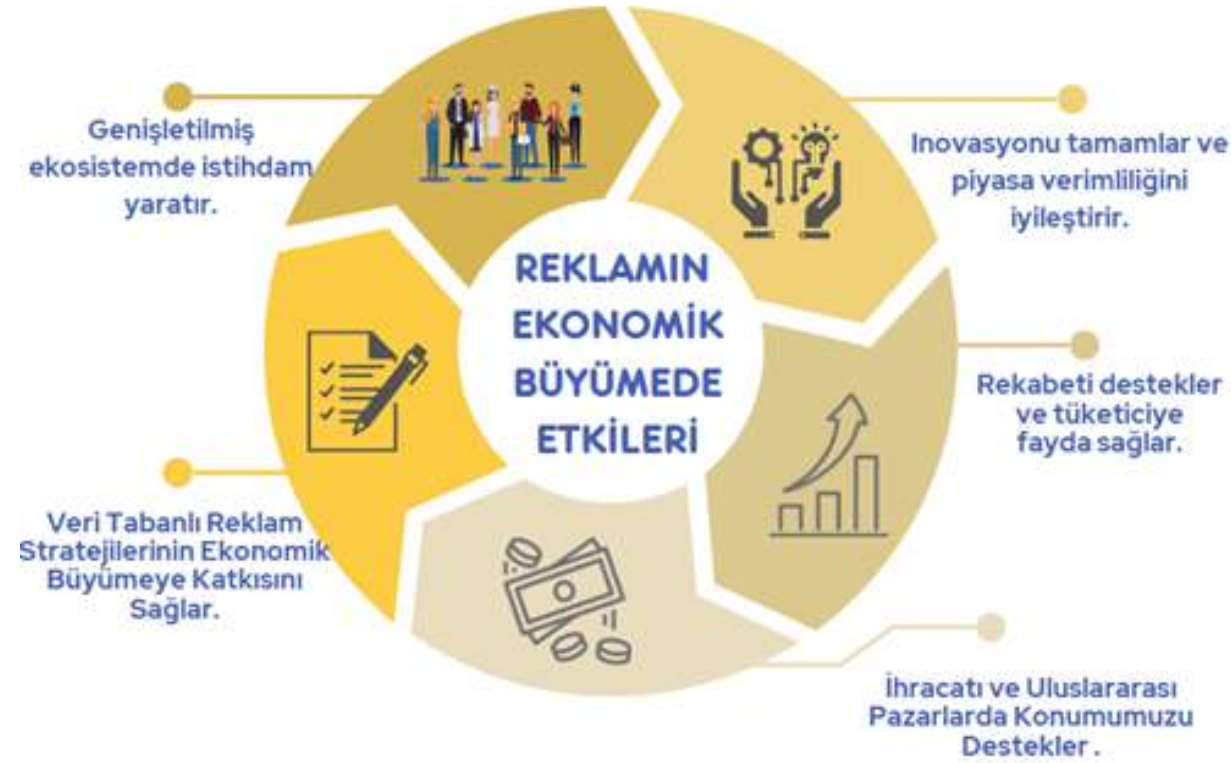 REKLAMIN
EKONOMİK
BÜYÜMEDE
ETKİLERİ
Genişletilmiş
ekosistemde istihdam
yaratır.
Inovasyonu tamamlar ve
piyasa verimliliğini
iyileştirir.
Rekabeti destekler
ve tüketiciye
fayda sağlar.
İhracatı ve Uluslararası
Pazarlarda Konumumuzu
Destekler .
Veri Tabanlı Reklam
Stratejilerinin Ekonomik
Büyümeye Katkısını
Sağlar.